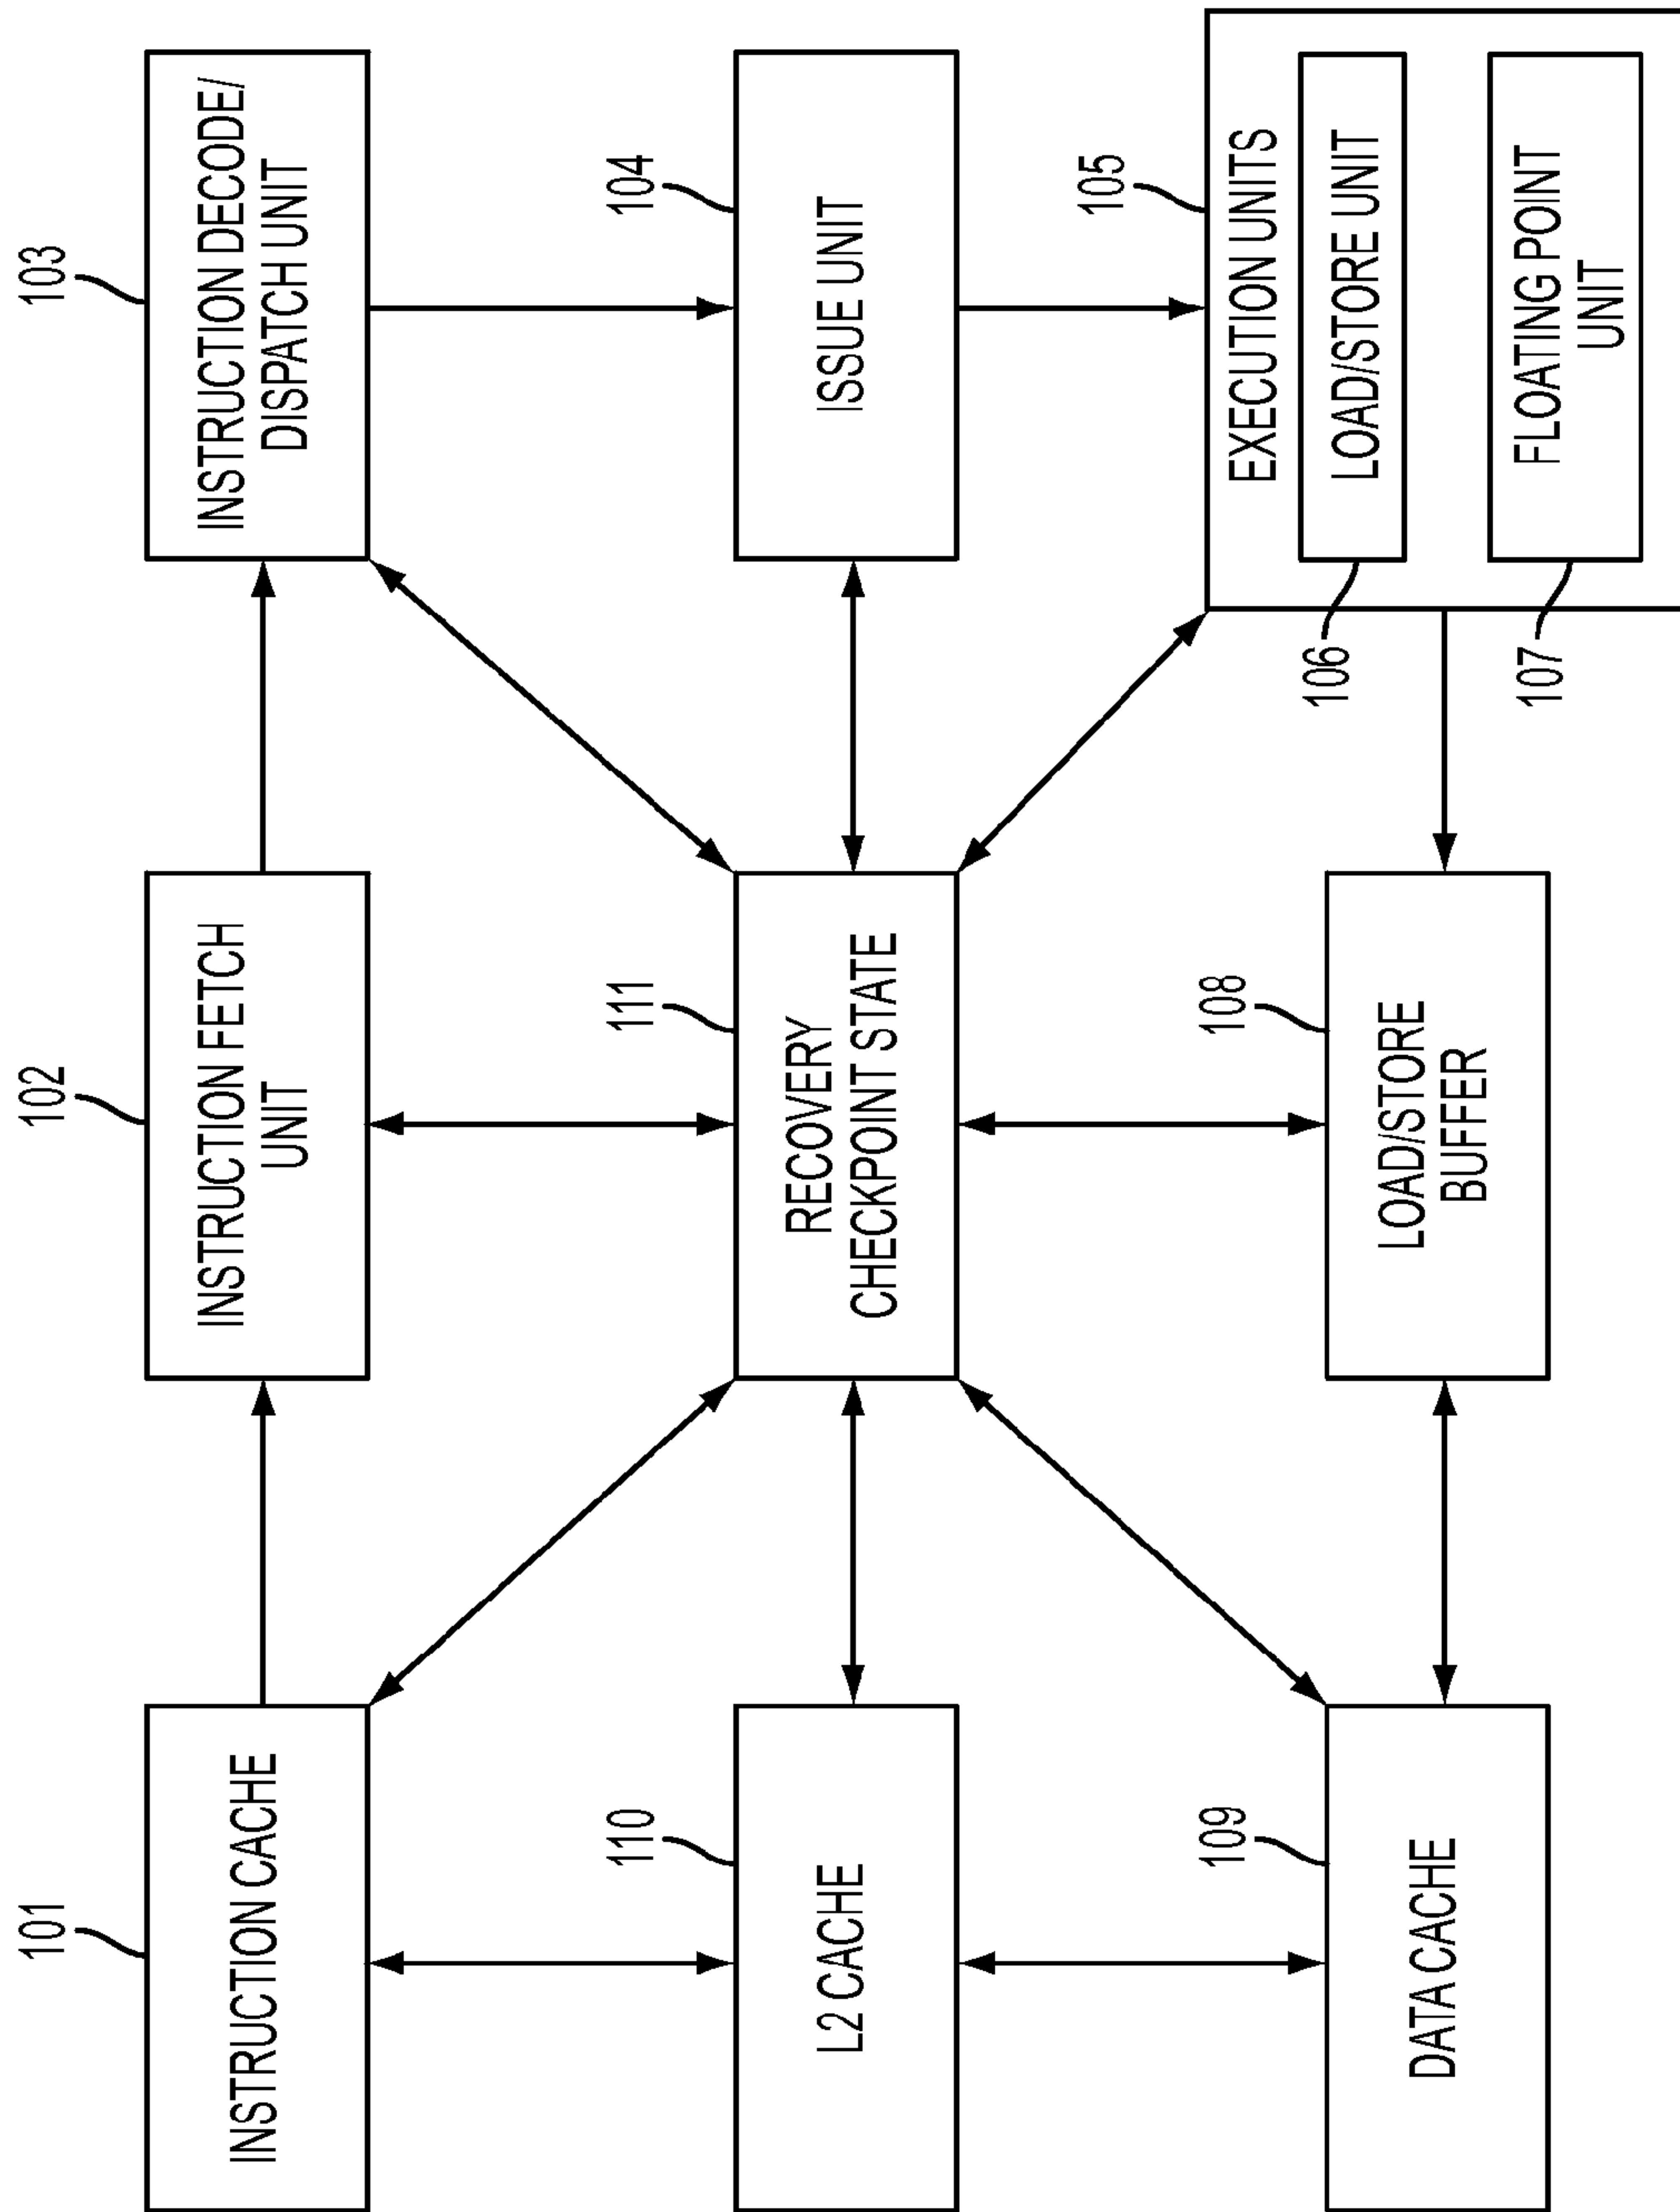 101
INSTRUCTION CACHE
102
INSTRUCTION FETCH
UNIT
103
INSTRUCTION DECODE/
DISPATCH UNIT
110
L2 CACHE
111
RECOVERY
CHECKPOINT STATE
104
ISSUE UNIT
109
DATA CACHE
108
LOAD/STORE
BUFFER
105
EXECUTION UNITS
106
LOAD/STORE UNIT
107
FLOATING POINT
UNIT